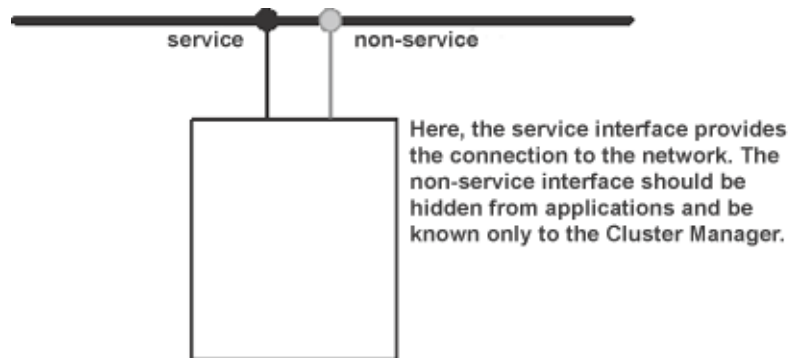 service
non-service
Here, the service interface provides
the connection to the network. The
non-service interface should be
hidden from applications and be
known only to the Cluster Manager.